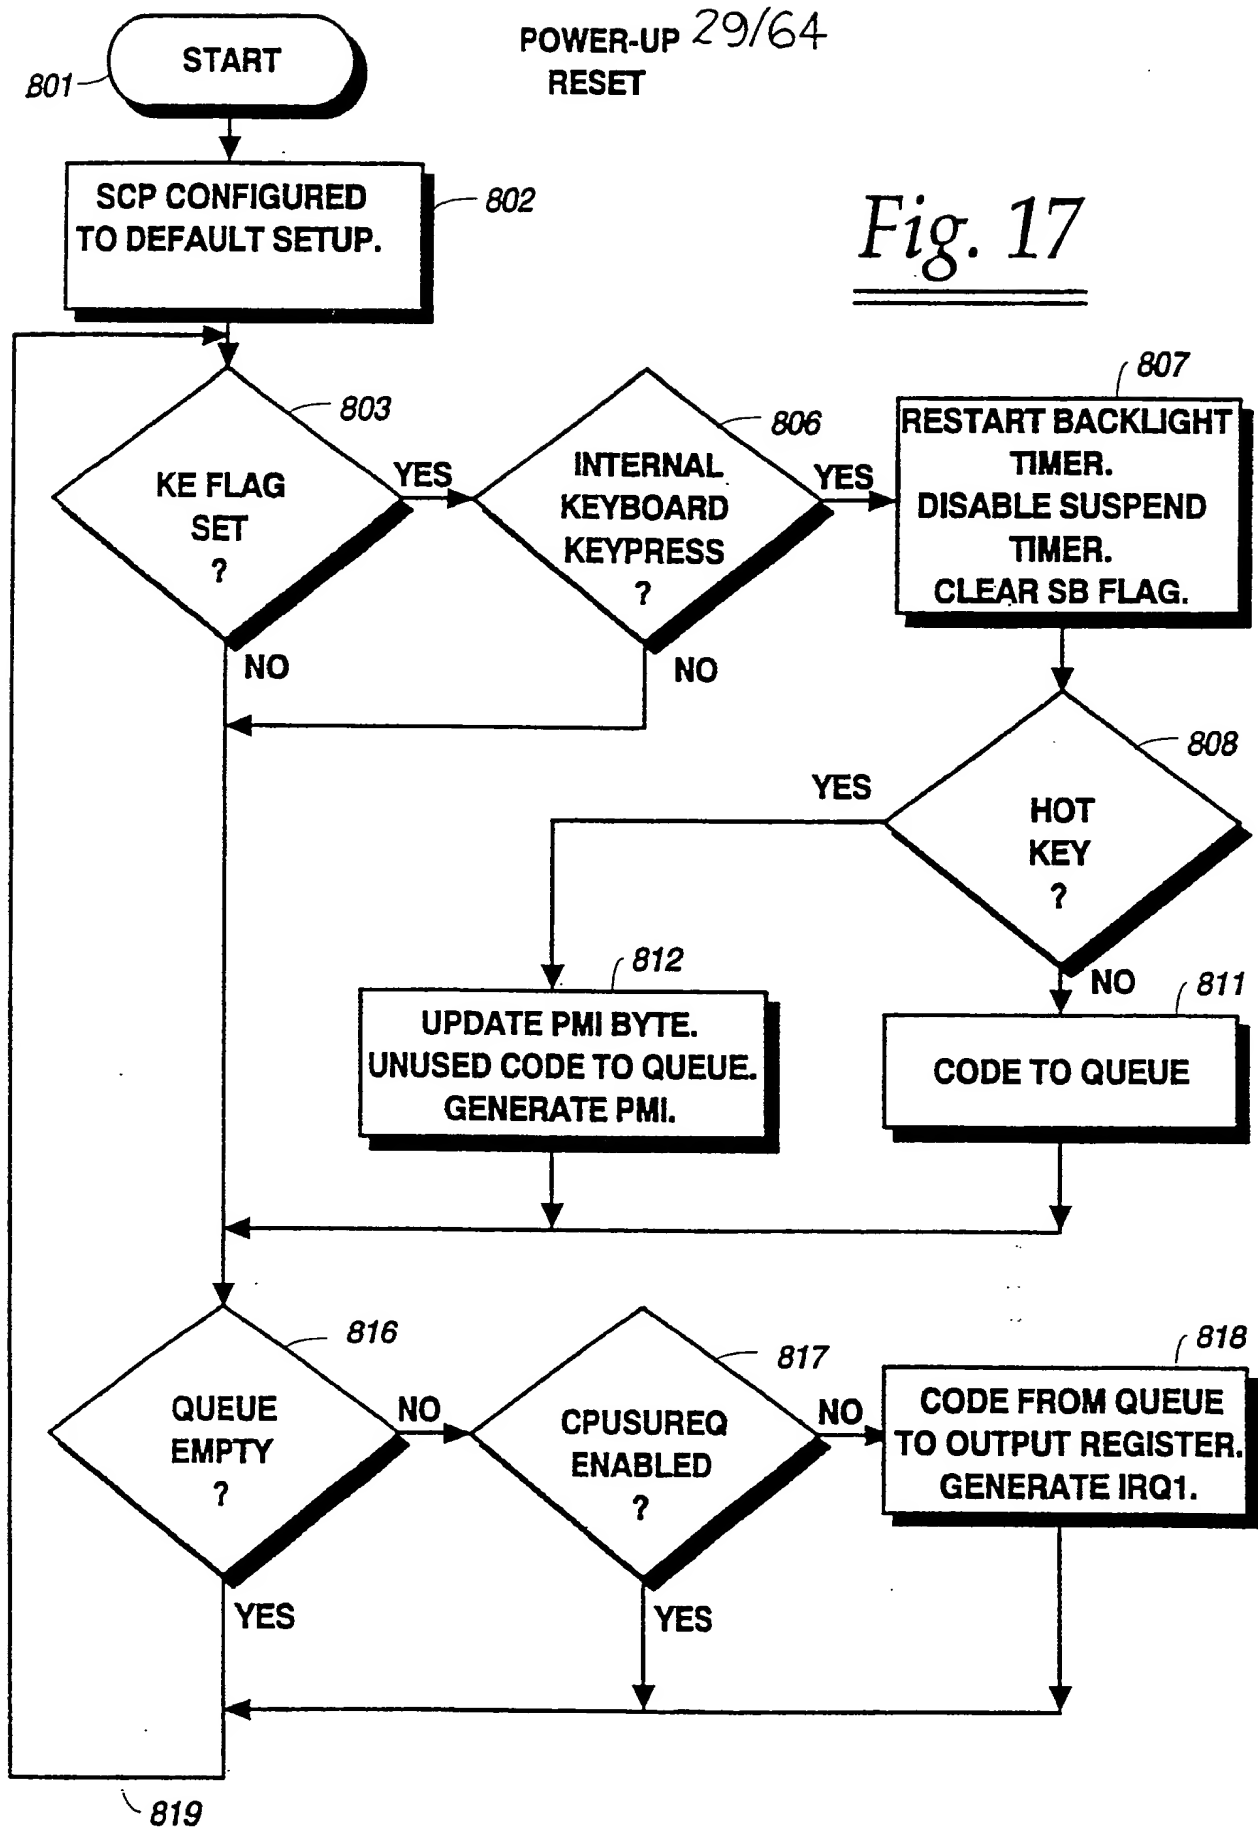 POWER-UP 29/64
RESET
START
801
SCP CONFIGURED
TO DEFAULT SETUP.
802
Fig. 17
803
KE FLAG
SET
?
YES
NO
806
INTERNAL
KEYBOARD
KEYPRESS
?
YES
NO
807
RESTART BACKLIGHT
TIMER.
DISABLE SUSPEND
TIMER.
CLEAR SB FLAG.
808
HOT
KEY
?
YES
NO
812
UPDATE PMI BYTE.
UNUSED CODE TO QUEUE.
GENERATE PMI.
811
CODE TO QUEUE
816
QUEUE
EMPTY
?
NO
YES
817
CPUSUREQ
ENABLED
?
NO
YES
818
CODE FROM QUEUE
TO OUTPUT REGISTER.
GENERATE IRQ1.
819